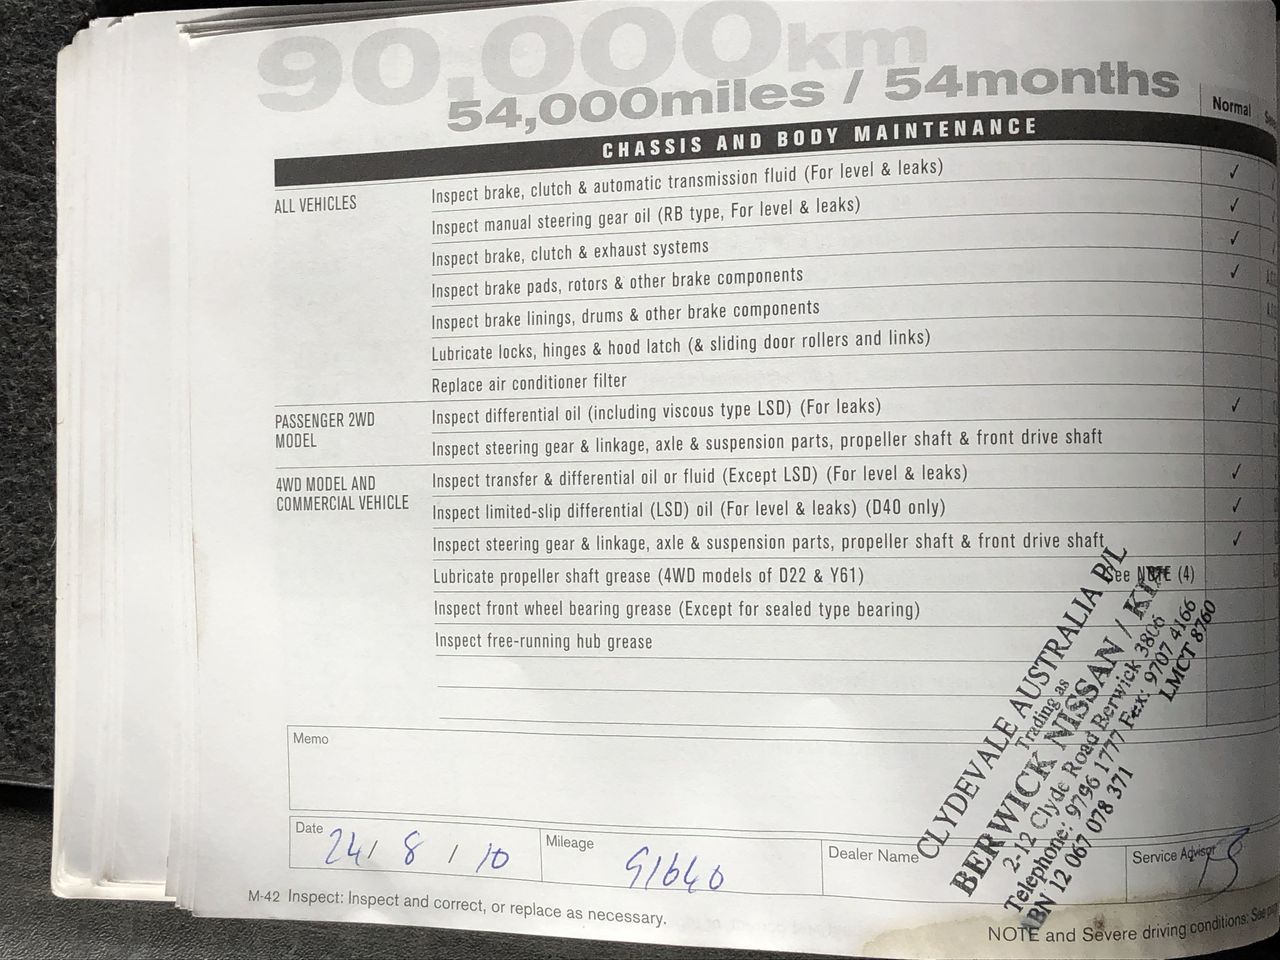 90,000km
54,000miles / 54months
Normal
CHASSIS AND BODY MAINTENANCE
ALL VEHICLES
Inspect brake, clutch & automatic transmission fluid (For level & leaks) ✓
Inspect manual steering gear oil (RB type, For level & leaks) ✓
Inspect brake, clutch & exhaust systems ✓
Inspect brake pads, rotors & other brake components ✓
Inspect brake linings, drums & other brake components
Lubricate locks, hinges & hood latch (& sliding door rollers and links)
Replace air conditioner filter
PASSENGER 2WD MODEL
Inspect differential oil (including viscous type LSD) (For leaks) ✓
Inspect steering gear & linkage, axle & suspension parts, propeller shaft & front drive shaft
4WD MODEL AND COMMERCIAL VEHICLE
Inspect transfer & differential oil or fluid (Except LSD) (For level & leaks) ✓
Inspect limited-slip differential (LSD) oil (For level & leaks) (D40 only) ✓
Inspect steering gear & linkage, axle & suspension parts, propeller shaft & front drive shaft ✓
Lubricate propeller shaft grease (4WD models of D22 & Y61) See NOTE (4)
Inspect front wheel bearing grease (Except for sealed type bearing)
Inspect free-running hub grease
Memo
CLYDEVALE AUSTRALIA P/L
Trading as
BERWICK NISSAN / KIA
2-12 Clyde Road Berwick 3806
Telephone: 9796 1777 Fax: 9707 4166
ABN 12 067 078 371 LMCT 8760
Date 24 / 8 / 10
Mileage 91640
Dealer Name
Service Advisor
M-42 Inspect: Inspect and correct, or replace as necessary.
NOTE and Severe driving conditions: See